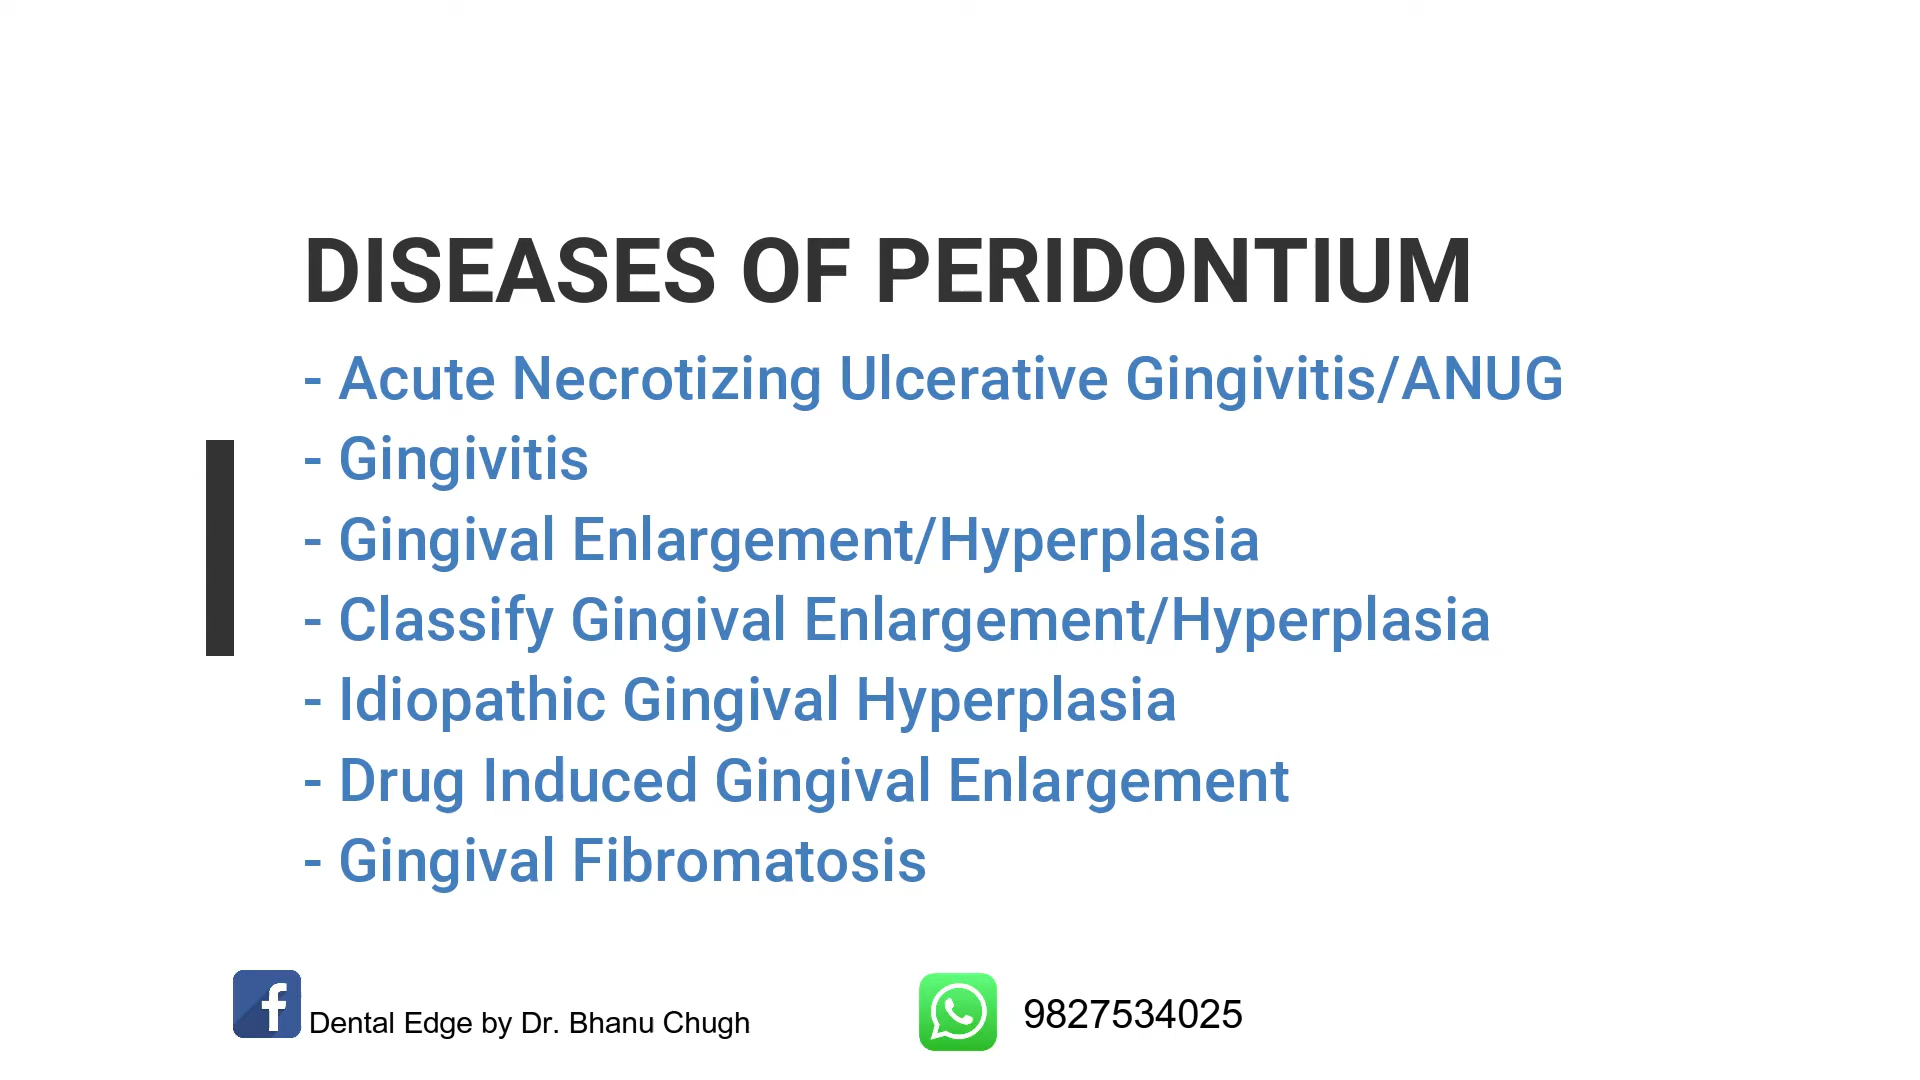 DISEASES OF PERIDONTIUM
- Acute Necrotizing Ulcerative Gingivitis/ANUG
- Gingivitis
- Gingival Enlargement/Hyperplasia
- Classify Gingival Enlargement/Hyperplasia
- Idiopathic Gingival Hyperplasia
- Drug Induced Gingival Enlargement
- Gingival Fibromatosis
Dental Edge by Dr. Bhanu Chugh
9827534025